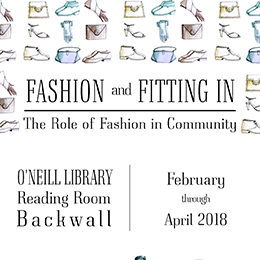 FASHION and FITTING IN
The Role of Fashion in Community
O'NEILL LIBRARY
Reading Room
Backwall
February
through
April 2018